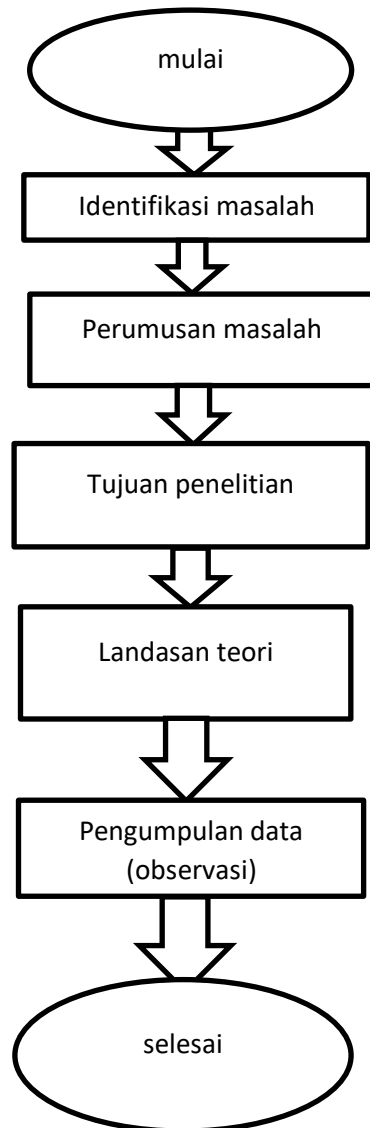 mulai
Identifikasi masalah
Perumusan masalah
Tujuan penelitian
Landasan teori
Pengumpulan data
(observasi)
selesai